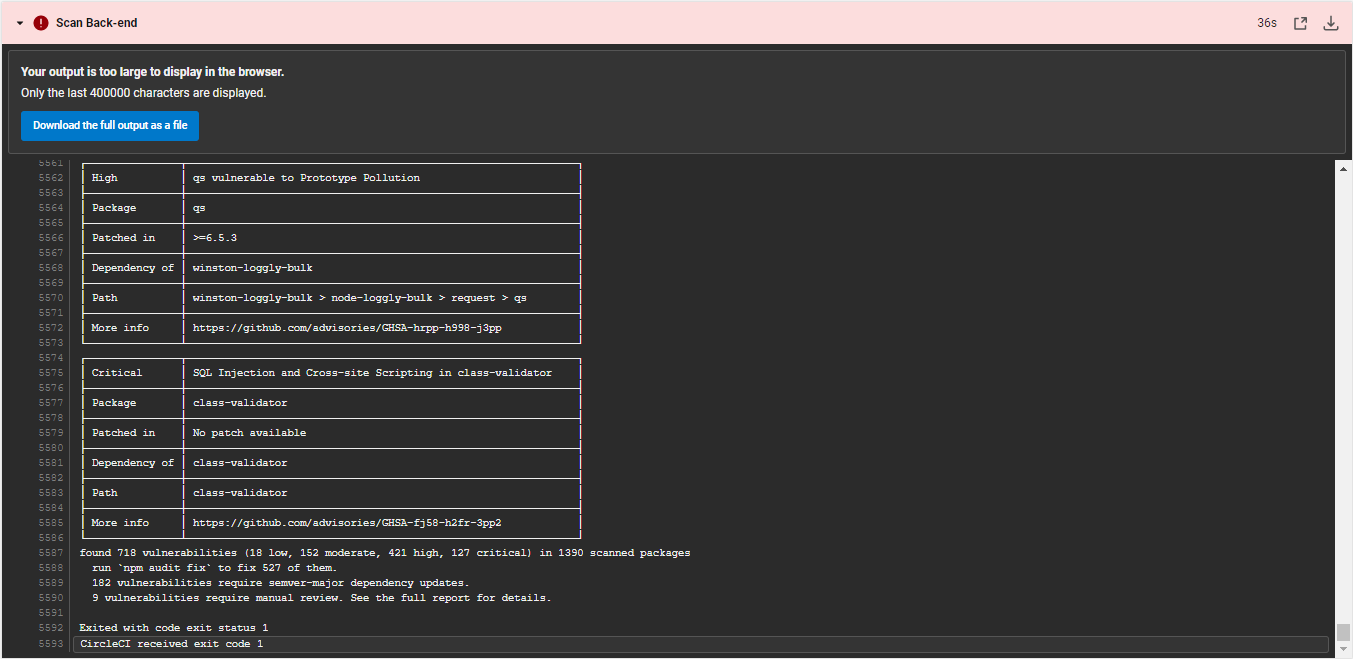 Scan Back-end 36s
Your output is too large to display in the browser.
Only the last 400000 characters are displayed.
Download the full output as a file
5561
5562 High qs vulnerable to Prototype Pollution
5563
5564 Package qs
5565
5566 Patched in >=6.5.3
5567
5568 Dependency of winston-loggly-bulk
5569
5570 Path winston-loggly-bulk > node-loggly-bulk > request > qs
5571
5572 More info https://github.com/advisories/GHSA-hrpp-h998-j3pp
5573
5574
5575 Critical SQL Injection and Cross-site Scripting in class-validator
5576
5577 Package class-validator
5578
5579 Patched in No patch available
5580
5581 Dependency of class-validator
5582
5583 Path class-validator
5584
5585 More info https://github.com/advisories/GHSA-fj58-h2fr-3pp2
5586
5587 found 718 vulnerabilities (18 low, 152 moderate, 421 high, 127 critical) in 1390 scanned packages
5588 run `npm audit fix` to fix 527 of them.
5589 182 vulnerabilities require semver-major dependency updates.
5590 9 vulnerabilities require manual review. See the full report for details.
5591
5592 Exited with code exit status 1
5593 CircleCI received exit code 1